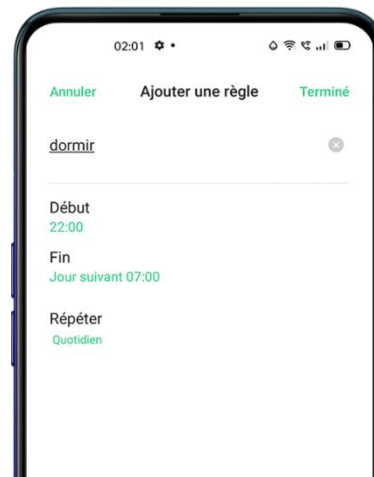 02:01
Annuler Ajouter une règle Terminé
dormir
Début
22:00
Fin
Jour suivant 07:00
Répéter
Quotidien